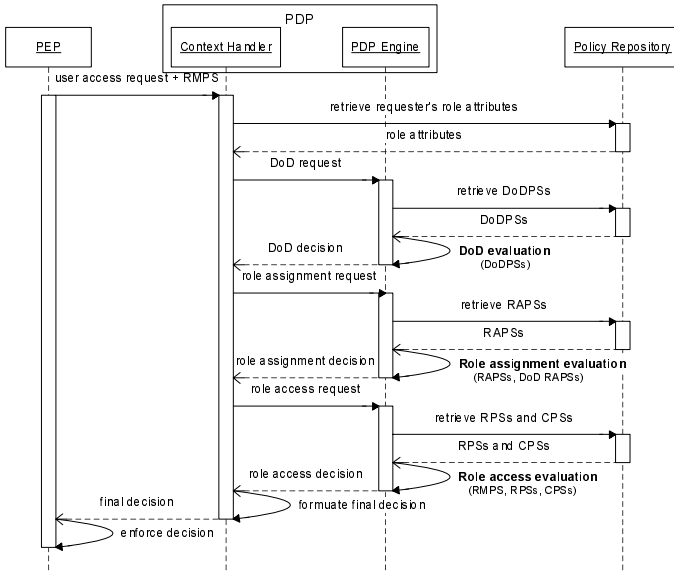 PDP
PEP
Context Handler
PDP Engine
Policy Repository
user access request + RMPS
retrieve requester's role attributes
role attributes
DoD request
retrieve DoDPSs
DoDPSs
DoD decision
DoD evaluation
(DoDPSs)
role assignment request
retrieve RAPSs
RAPSs
role assignment decision
Role assignment evaluation
(RAPSs, DoD RAPSs)
role access request
retrieve RPSs and CPSs
RPSs and CPSs
role access decision
Role access evaluation
(RMPS, RPSs, CPSs)
final decision
formuate final decision
enforce decision